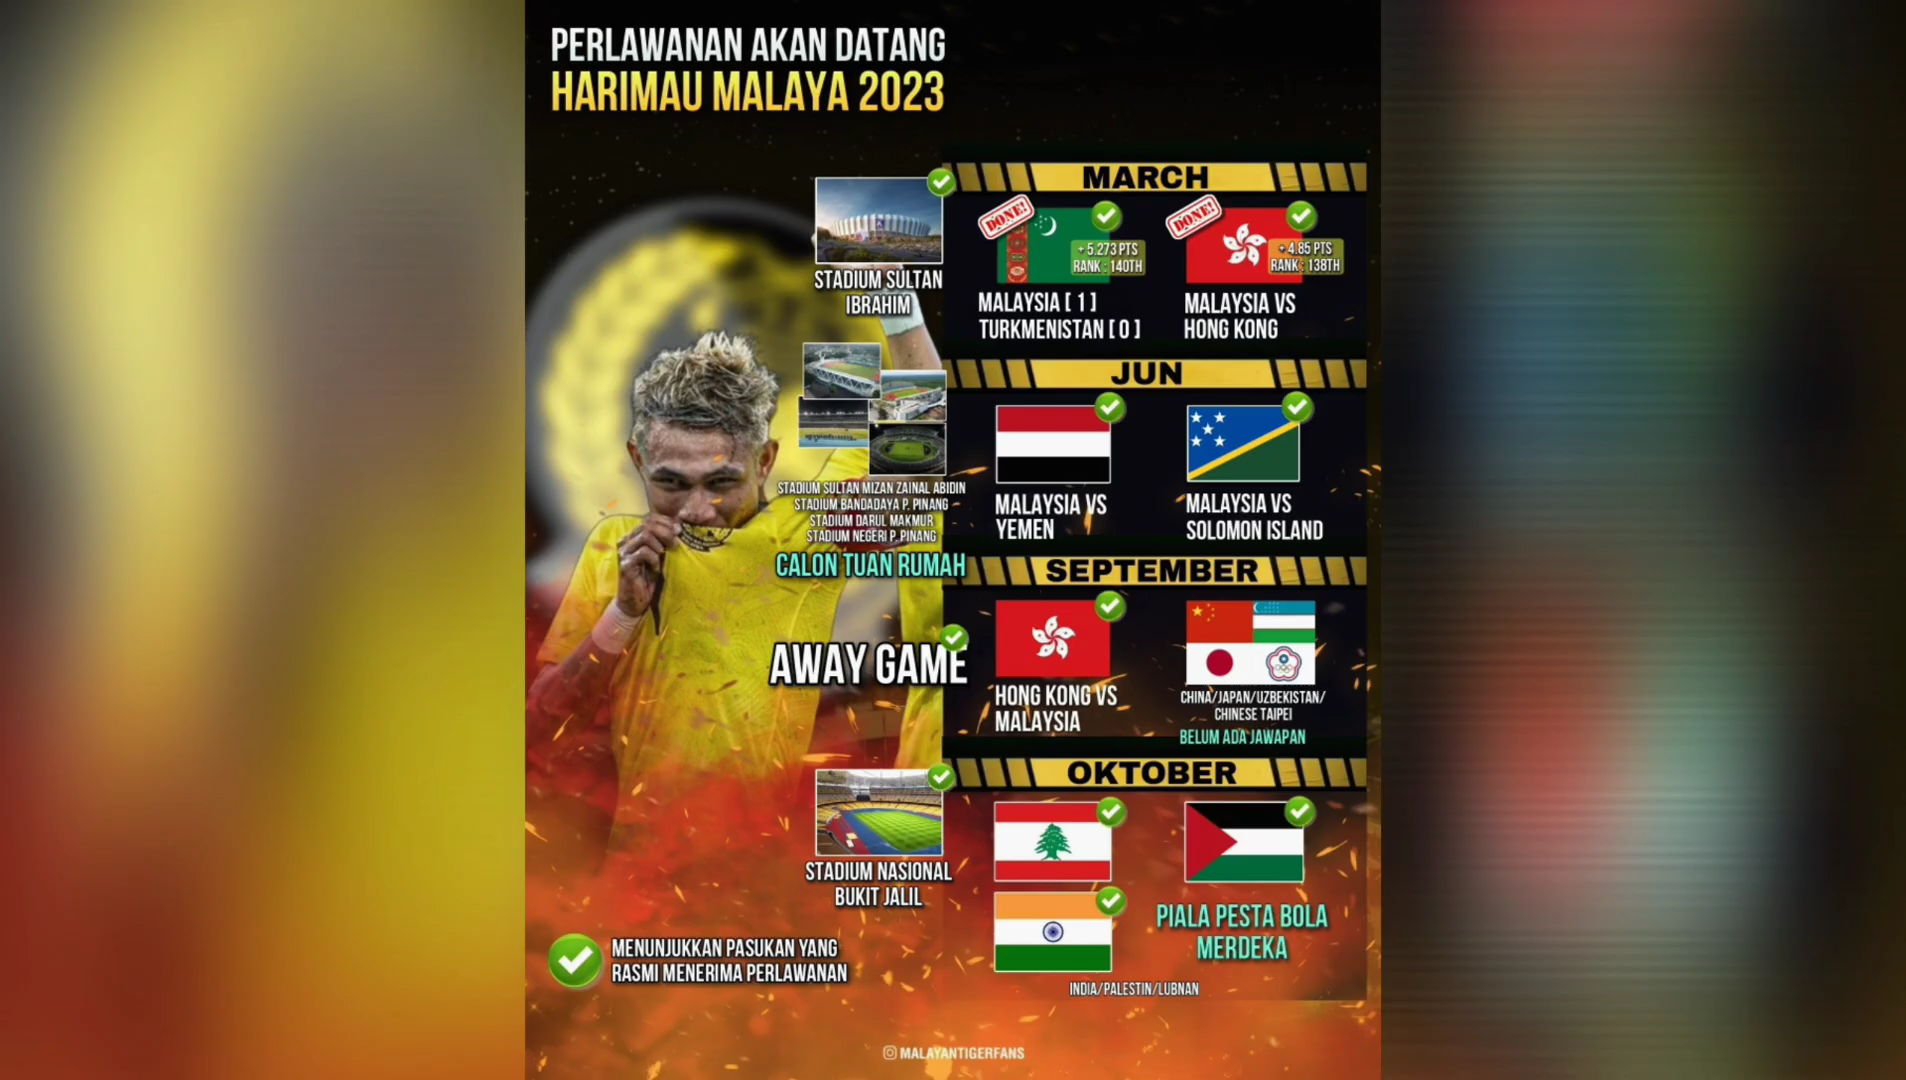 PERLAWANAN AKAN DATANG
HARIMAU MALAYA 2023
STADIUM SULTAN
IBRAHIM
MARCH
DONE!
+ 5.273 PTS
RANK : 140TH
MALAYSIA [ 1 ]
TURKMENISTAN [ 0 ]
DONE!
+ 4.85 PTS
RANK : 138TH
MALAYSIA VS
HONG KONG
STADIUM SULTAN MIZAN ZAINAL ABIDIN
STADIUM BANDADAYA P. PINANG
STADIUM DARUL MAKMUR
STADIUM NEGERI P. PINANG
CALON TUAN RUMAH
JUN
MALAYSIA VS
YEMEN
MALAYSIA VS
SOLOMON ISLAND
AWAY GAME
SEPTEMBER
HONG KONG VS
MALAYSIA
CHINA/JAPAN/UZBEKISTAN/
CHINESE TAIPEI
BELUM ADA JAWAPAN
STADIUM NASIONAL
BUKIT JALIL
OKTOBER
PIALA PESTA BOLA
MERDEKA
INDIA/PALESTIN/LUBNAN
MENUNJUKKAN PASUKAN YANG
RASMI MENERIMA PERLAWANAN
MALAYANTIGERFANS